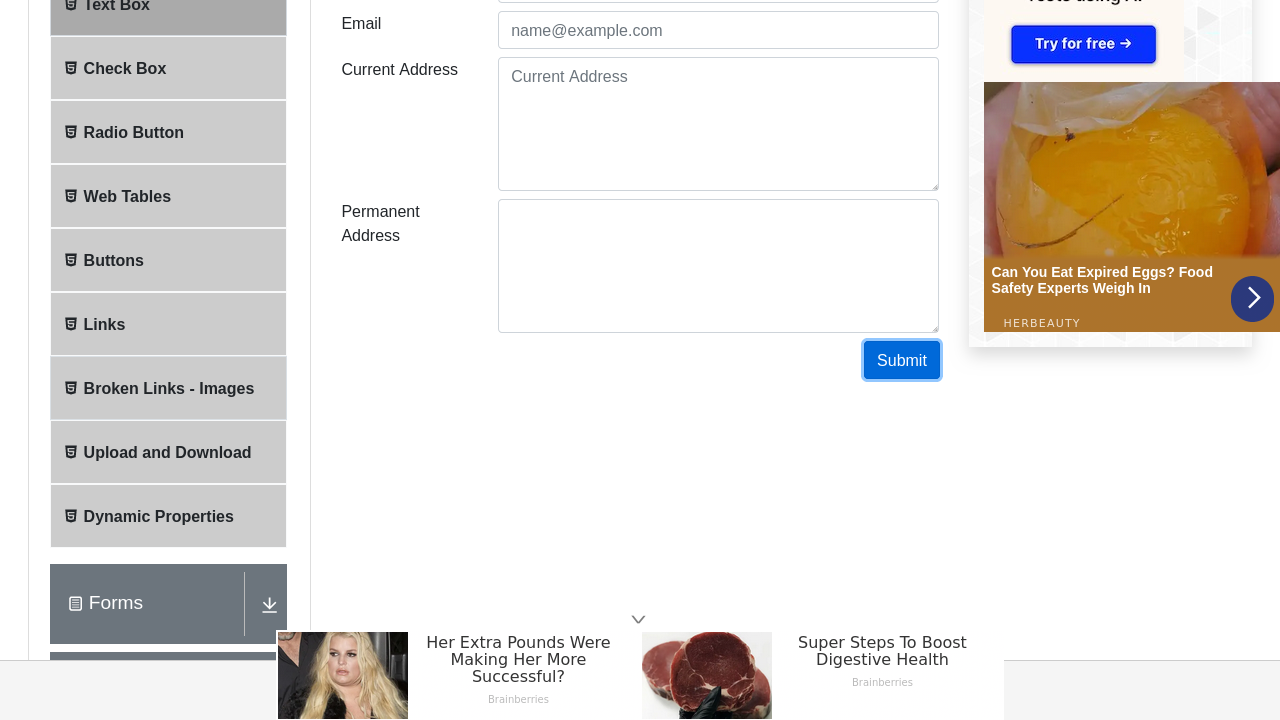 Text Box
Check Box
Radio Button
Web Tables
Buttons
Links
Broken Links - Images
Upload and Download
Dynamic Properties
Forms
Email
name@example.com
Current Address
Current Address
Permanent
Address
Submit
Try for free →
Can You Eat Expired Eggs? Food
Safety Experts Weigh In
HERBEAUTY
Her Extra Pounds Were
Making Her More
Successful?
Brainberries
Super Steps To Boost
Digestive Health
Brainberries